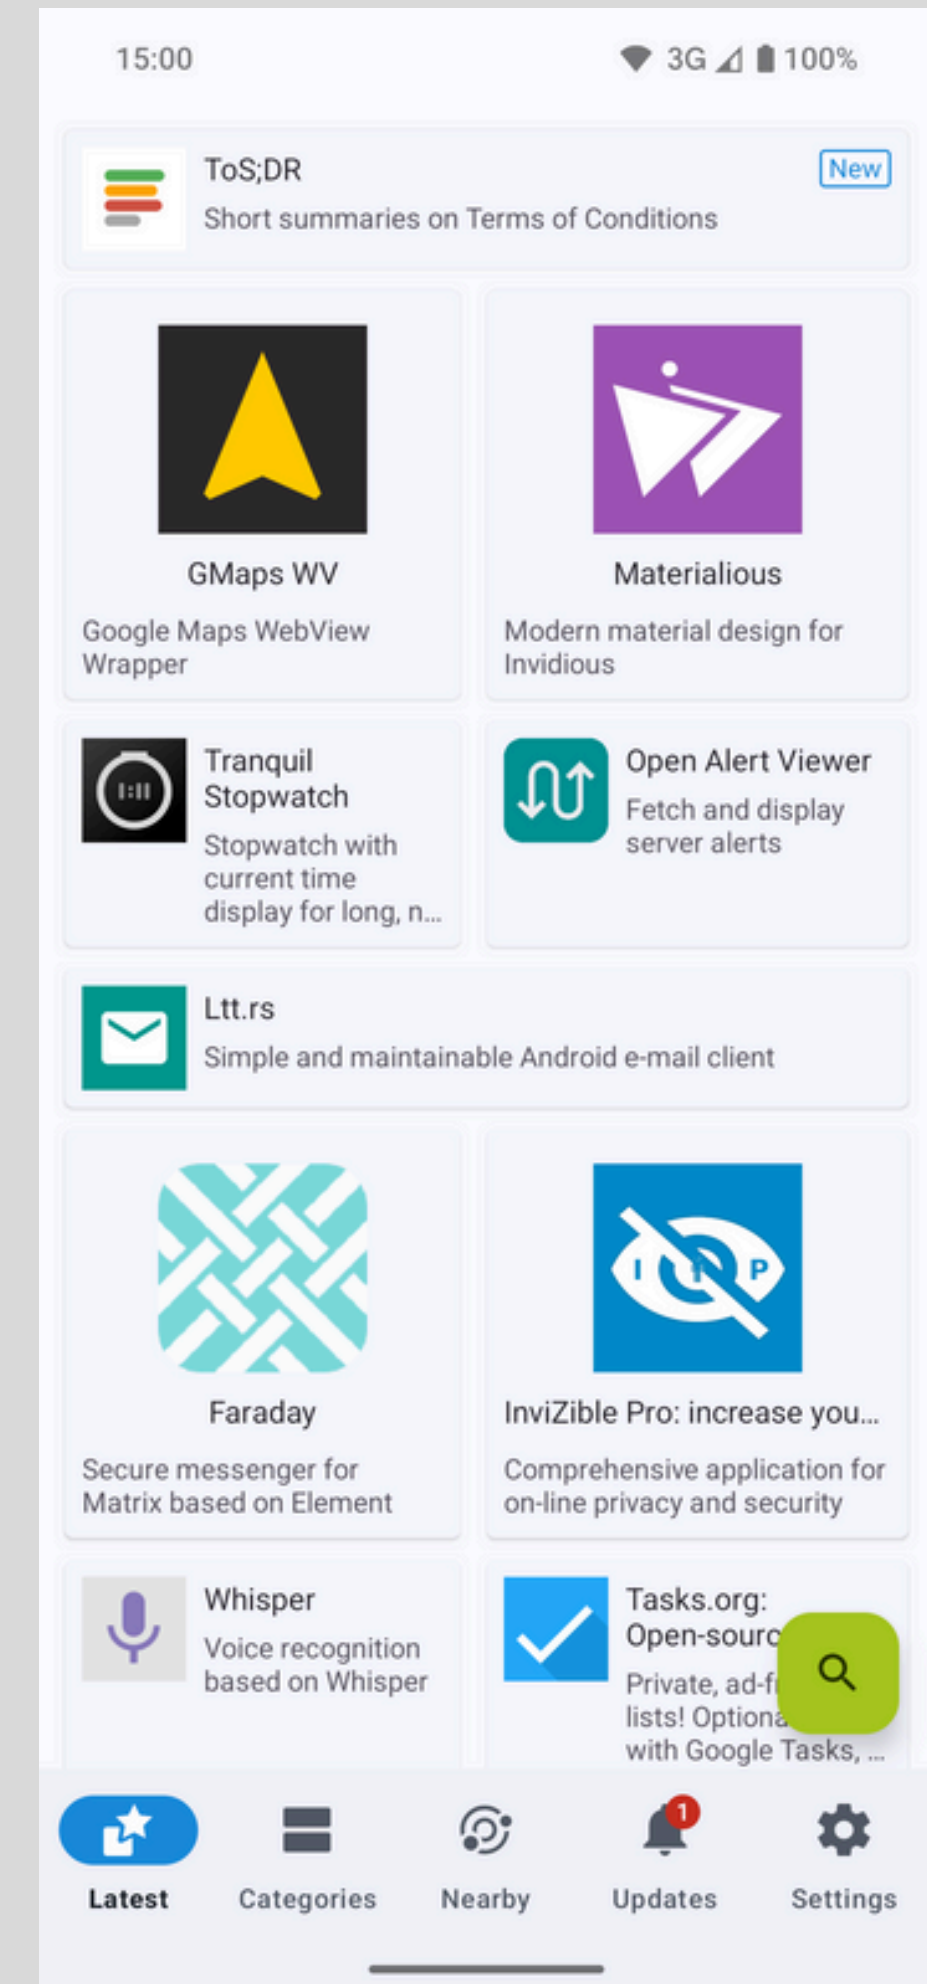 15:00
3G 100%
ToS;DR
New
Short summaries on Terms of Conditions
GMaps WV
Google Maps WebView
Wrapper
Materialious
Modern material design for
Invidious
1:11
Tranquil
Stopwatch
Stopwatch with
current time
display for long, n…
Open Alert Viewer
Fetch and display
server alerts
Ltt.rs
Simple and maintainable Android e-mail client
Faraday
Secure messenger for
Matrix based on Element
I P
InviZible Pro: increase you…
Comprehensive application for
on-line privacy and security
Whisper
Voice recognition
based on Whisper
Tasks.org:
Private,
lists!
with Google Tasks, …
1
Latest
Categories
Nearby
Updates
Settings